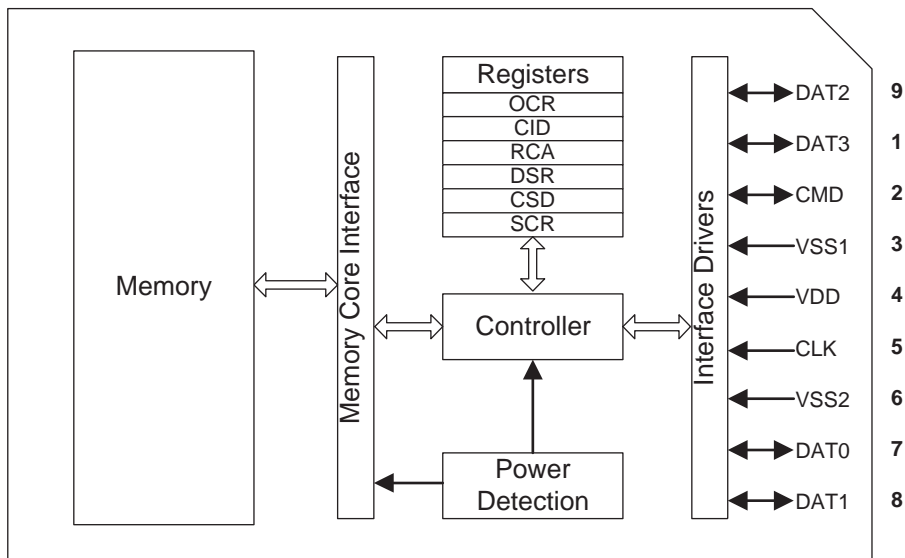 Memory
Memory Core Interface
Registers
OCR
CID
RCA
DSR
CSD
SCR
Controller
Power
Detection
Interface Drivers
DAT2 9
DAT3 1
CMD 2
VSS1 3
VDD 4
CLK 5
VSS2 6
DAT0 7
DAT1 8